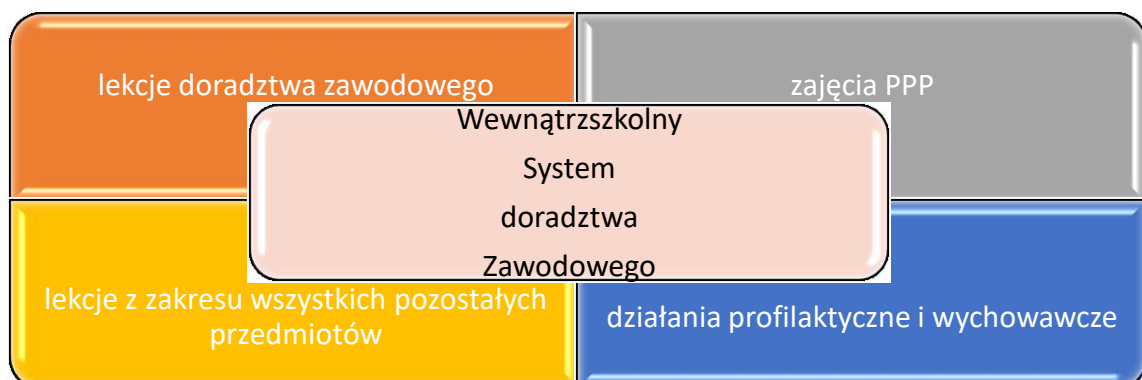 lekcje doradztwa zawodowego
zajęcia PPP
Wewnątrzszkolny
System
doradztwa
Zawodowego
lekcje z zakresu wszystkich pozostałych
przedmiotów
działania profilaktyczne i wychowawcze